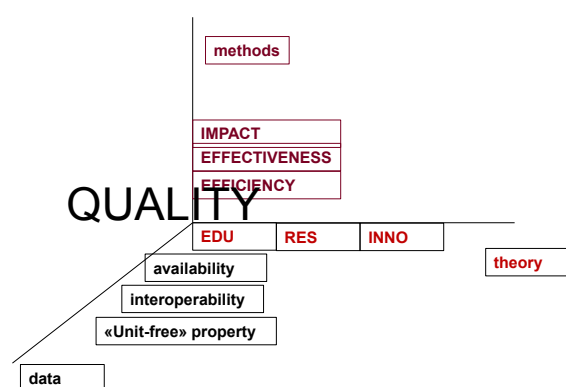 methods
IMPACT
EFFECTIVENESS
EFFICIENCY
QUALITY
EDU RES INNO
theory
availability
interoperability
«Unit-free» property
data